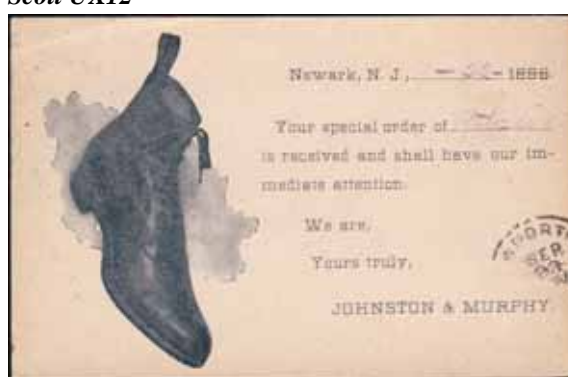 Scott UX12
Newark, N. J.,
Your special order of
is received and shall have our im-
mediate attention.
We are,
Yours truly,
SEP
JOHNSTON & MURPHY.